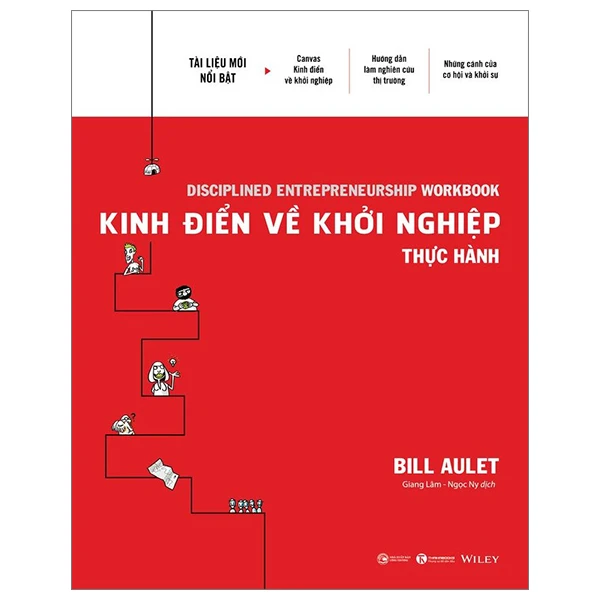 TÀI LIỆU MỚI
NỔI BẬT
Canvas
Kinh điển
về khởi nghiệp
Hướng dẫn
làm nghiên cứu
thị trường
Những cánh cửa
cơ hội và khởi sự
DISCIPLINED ENTREPRENEURSHIP WORKBOOK
KINH ĐIỂN VỀ KHỞI NGHIỆP
THỰC HÀNH
BILL AULET
Giang Lâm - Ngọc Ny dịch
THAIHABOOKS
WILEY